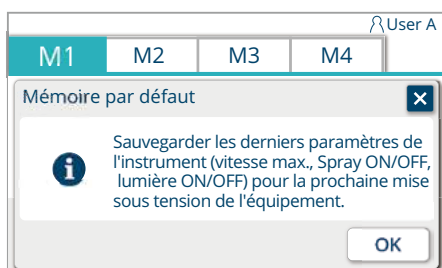 User A
M1 M2 M3 M4
Mémoire par défaut
Sauvegarder les derniers paramètres de
l'instrument (vitesse max., Spray ON/OFF,
lumière ON/OFF) pour la prochaine mise
sous tension de l'équipement.
OK